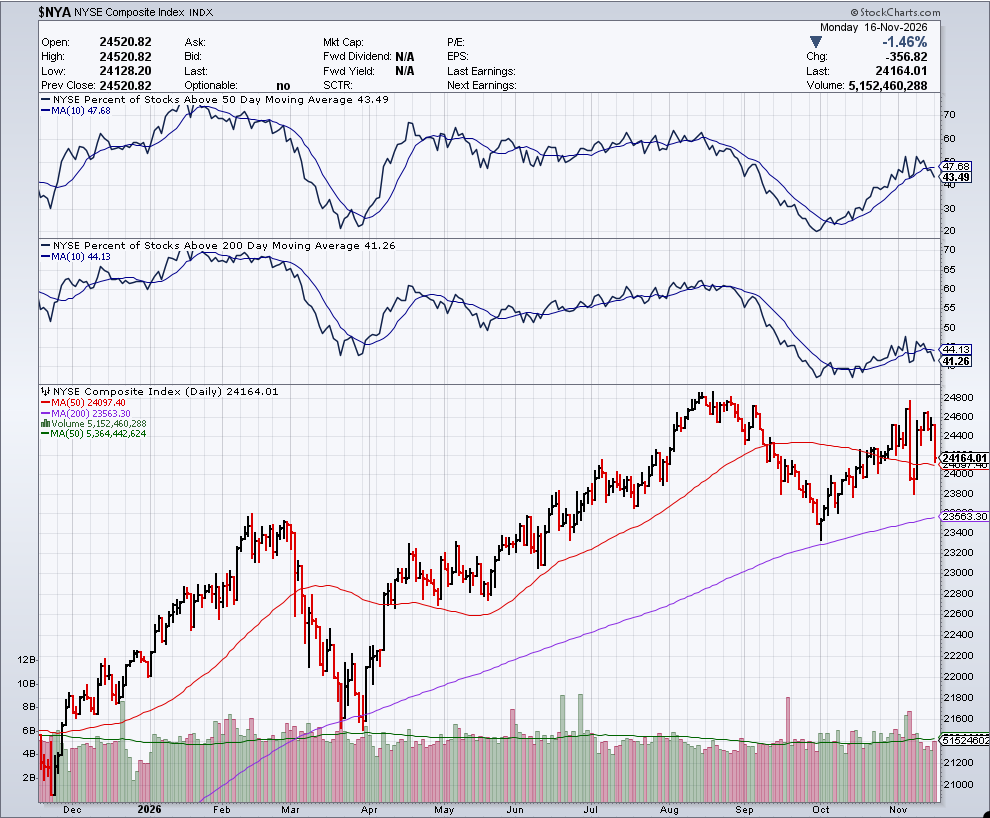 $NYA NYSE Composite Index INDX
© StockCharts.com
Monday 16-Nov-2026
Open: 24520.82 Ask: Mkt Cap: P/E: -1.46%
High: 24520.82 Bid: Fwd Dividend: N/A EPS: Chg: -356.82
Low: 24128.20 Last: Fwd Yield: N/A Last Earnings: Last: 24164.01
Prev Close: 24520.82 Optionable: no SCTR: Next Earnings: Volume: 5,152,460,288
NYSE Percent of Stocks Above 50 Day Moving Average 43.49
MA(10) 47.68
70
60
47.68
43.49
40
30
20
NYSE Percent of Stocks Above 200 Day Moving Average 41.26
MA(10) 44.13
70
65
60
55
50
44.13
41.26
NYSE Composite Index (Daily) 24164.01
MA(50) 24097.40
MA(200) 23563.30
Volume 5,152,460,288
MA(50) 5,364,442,624
24800
24600
24400
24164.01
24097.40
24000
23800
23563.30
23400
23200
23000
22800
22600
22400
22200
22000
21800
21600
51524602
21200
21000
12B
10B
8B
6B
4B
2B
Dec 2026 Feb Mar Apr May Jun Jul Aug Sep Oct Nov